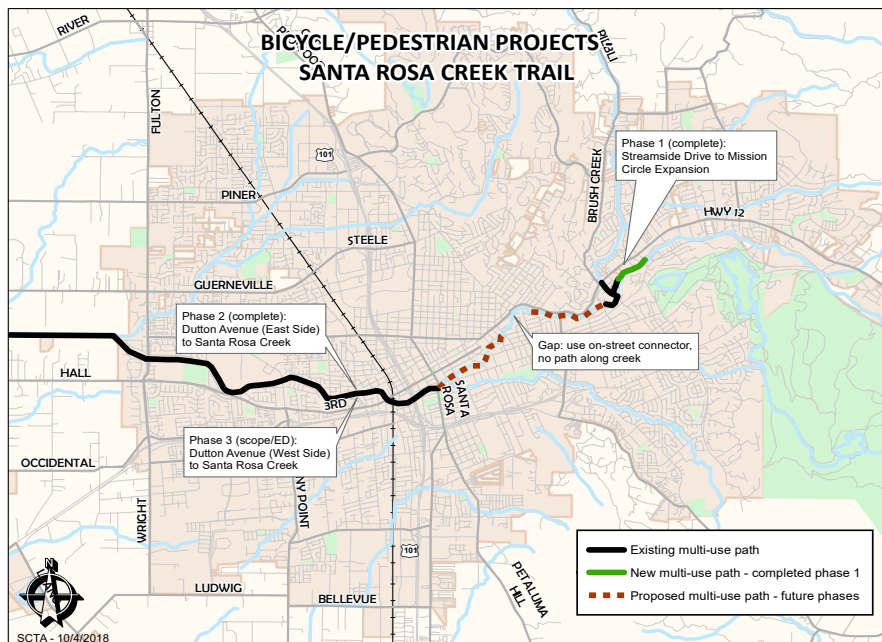 BICYCLE/PEDESTRIAN PROJECTS
SANTA ROSA CREEK TRAIL
RIVER
FULTON
101
PINER
STEELE
GUERNEVILLE
BRUSH CREEK
HWY 12
Phase 1 (complete):
Streamside Drive to Mission
Circle Expansion
Phase 2 (complete):
Dutton Avenue (East Side)
to Santa Rosa Creek
Gap: use on-street connector,
no path along creek
HALL
3RD
SANTA
ROSA
Phase 3 (scope/ED):
Dutton Avenue (West Side)
to Santa Rosa Creek
OCCIDENTAL
WRIGHT
NY POINT
101
LUDWIG
BELLEVUE
PETALUMA
HILL
Existing multi-use path
New multi-use path - completed phase 1
Proposed multi-use path - future phases
N
SCTA - 10/4/2018